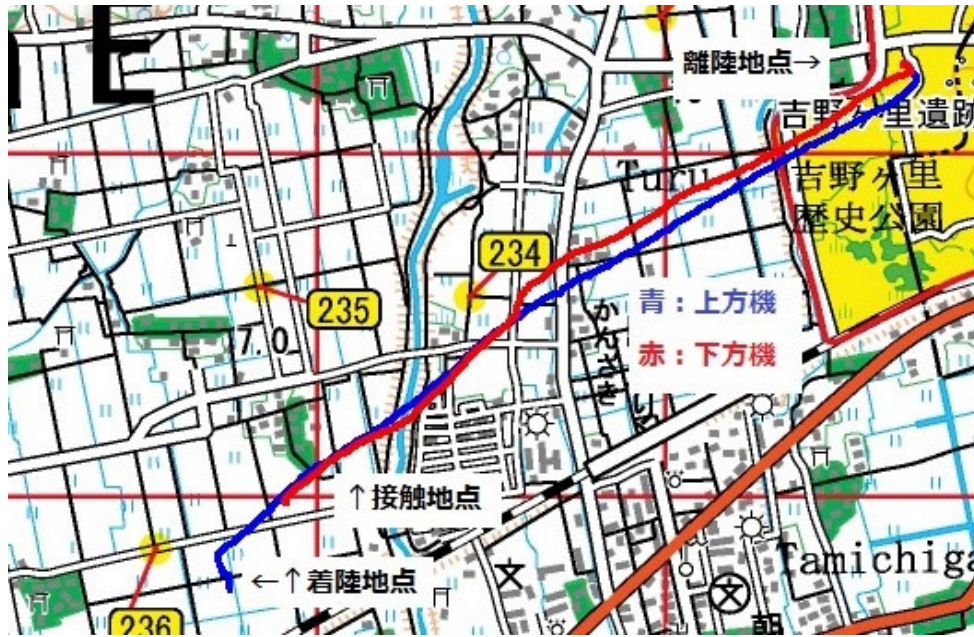 離陸地点→
吉野ヶ里遺跡
Turu
吉野ヶ里
歴史公園
234
235
7.0
かんざき
青：上方機
赤：下方機
↑接触地点
←↑着陸地点
Tamichiga
236